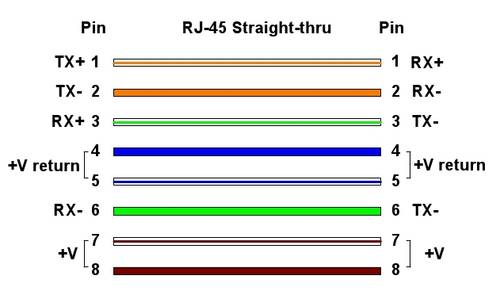 Pin RJ-45 Straight-thru Pin
TX+ 1 1 RX+
TX- 2 2 RX-
RX+ 3 3 TX-
4 4
+V return +V return
5 5
RX- 6 6 TX-
7 7
+V +V
8 8